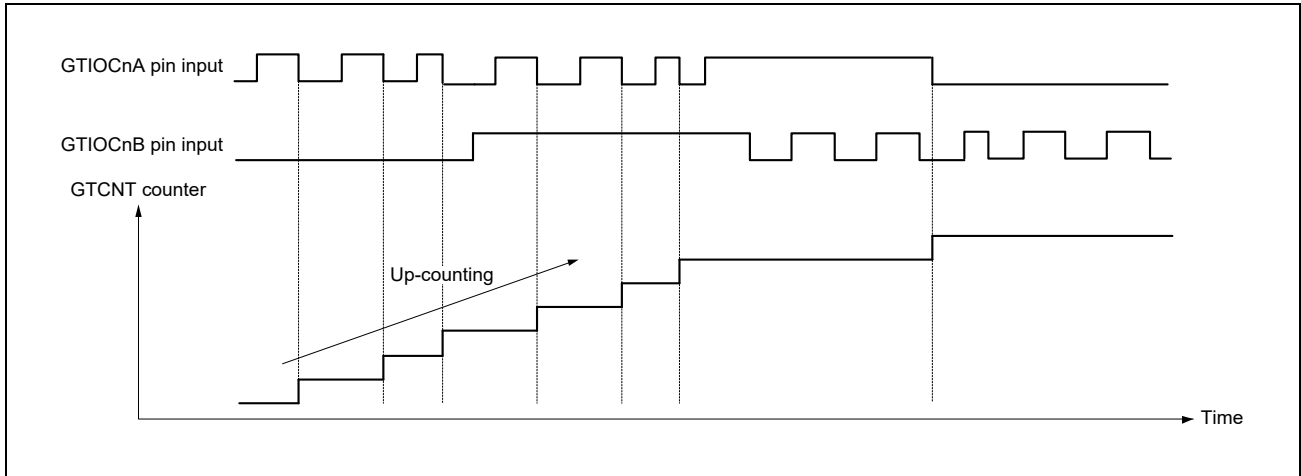 GTIOCnA pin input
GTIOCnB pin input
GTCNT counter
Up-counting
Time